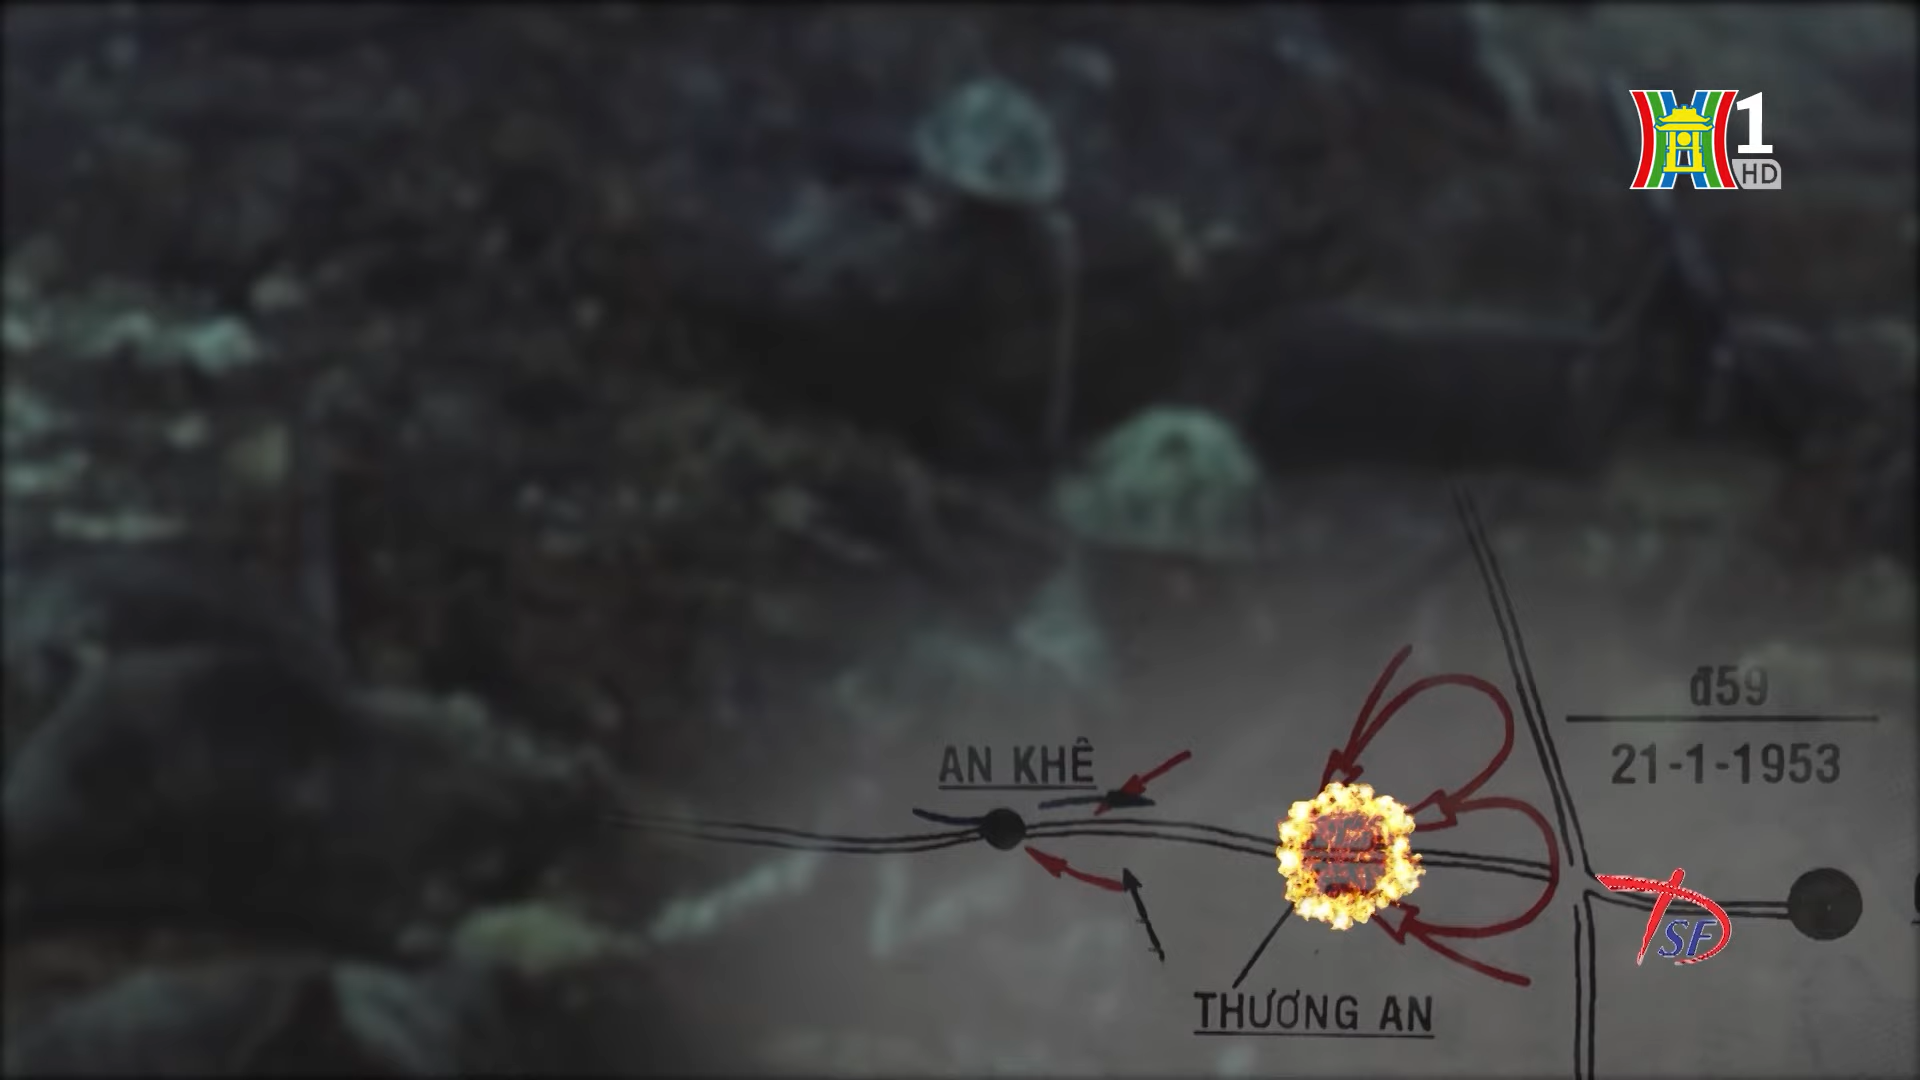 1
HD
đ59
21-1-1953
AN KHÊ
SF
THƯƠNG AN